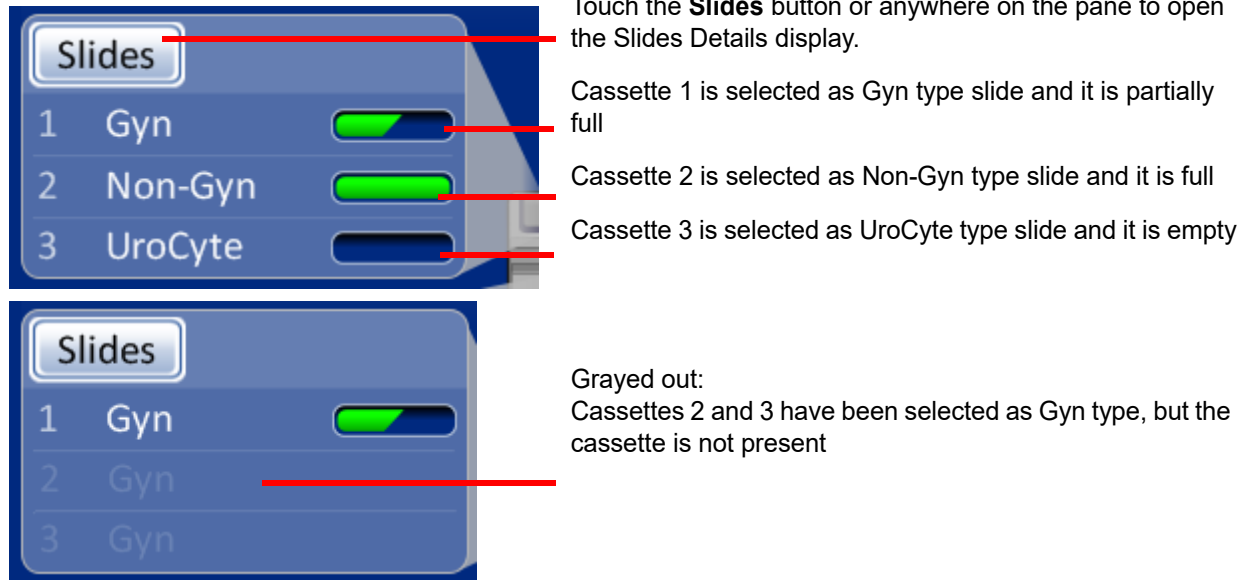 Touch the Slides button or anywhere on the pane to open
the Slides Details display.
Slides
1 Gyn
Cassette 1 is selected as Gyn type slide and it is partially
full
2 Non-Gyn
Cassette 2 is selected as Non-Gyn type slide and it is full
3 UroCyte
Cassette 3 is selected as UroCyte type slide and it is empty
Slides
1 Gyn
2 Gyn
3 Gyn
Grayed out:
Cassettes 2 and 3 have been selected as Gyn type, but the
cassette is not present